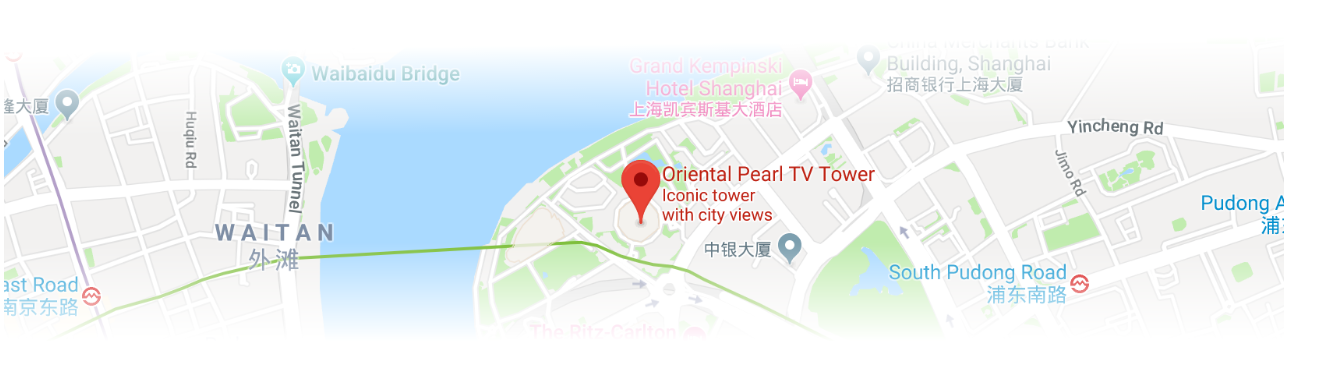 China Merchants Bank
Building, Shanghai
招商银行上海大厦
Waibaidu Bridge
Grand Kempinski
Hotel Shanghai
上海凯宾斯基大酒店
隆大厦
Huqiu Rd
Waitan Tunnel
Yincheng Rd
Jimo Rd
Oriental Pearl TV Tower
Iconic tower
with city views
Pudong A
浦
WAITAN
外滩
中银大厦
South Pudong Road
浦东南路
ast Road
南京东路
The Ritz-Carlton